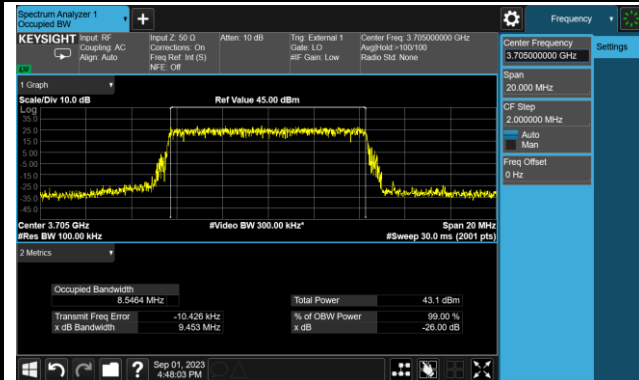 Spectrum Analyzer 1
Occupied BW
Frequency
KEYSIGHT
Input: RF
Coupling: AC
Align: Auto
Input Z: 50 Ω
Corrections: On
Freq Ref: Int (S)
NFE: Off
Atten: 10 dB
Trig: External 1
Gate: LO
#IF Gain: Low
Center Freq: 3.705000000 GHz
Avg|Hold:>100/100
Radio Std: None
Center Frequency
3.705000000 GHz
Settings
Span
20.000 MHz
CF Step
2.000000 MHz
Auto
Man
Freq Offset
0 Hz
1 Graph
Scale/Div 10.0 dB
Ref Value 45.00 dBm
Log
35.0
25.0
15.0
5.00
-5.00
-15.0
-25.0
-35.0
-45.0
Center 3.705 GHz
#Video BW 300.00 kHz*
Span 20 MHz
#Res BW 100.00 kHz
#Sweep 30.0 ms (2001 pts)
2 Metrics
Occupied Bandwidth
8.5464 MHz
Total Power
43.1 dBm
Transmit Freq Error
-10.426 kHz
% of OBW Power
99.00 %
x dB Bandwidth
9.453 MHz
x dB
-26.00 dB
Sep 01, 2023
4:48:03 PM